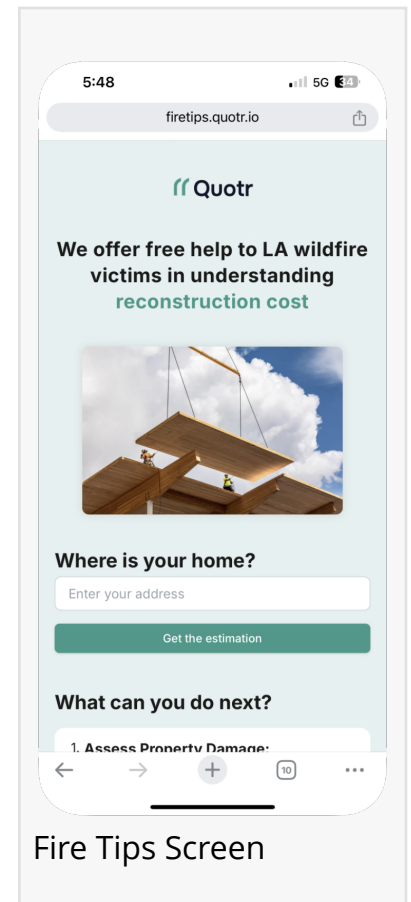 5:48
5G 34
firetips.quotr.io
Quotr
We offer free help to LA wildfire
victims in understanding
reconstruction cost
Where is your home?
Enter your address
Get the estimation
What can you do next?
1. Assess Property Damage:
10
Fire Tips Screen